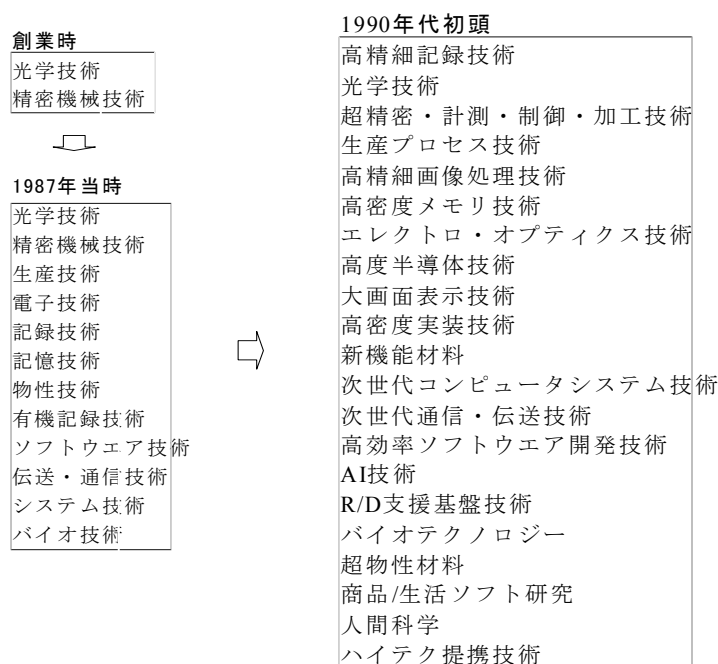 創業時
光学技術
精密機械技術
1987年当時
光学技術
精密機械技術
生産技術
電子技術
記録技術
記憶技術
物性技術
有機記録技術
ソフトウエア技術
伝送・通信技術
システム技術
バイオ技術
1990年代初頭
高精細記録技術
光学技術
超精密・計測・制御・加工技術
生産プロセス技術
高精細画像処理技術
高密度メモリ技術
エレクトロ・オプティクス技術
高度半導体技術
大画面表示技術
高密度実装技術
新機能材料
次世代コンピュータシステム技術
次世代通信・伝送技術
高効率ソフトウエア開発技術
AI技術
R/D支援基盤技術
バイオテクノロジー
超物性材料
商品/生活ソフト研究
人間科学
ハイテク提携技術